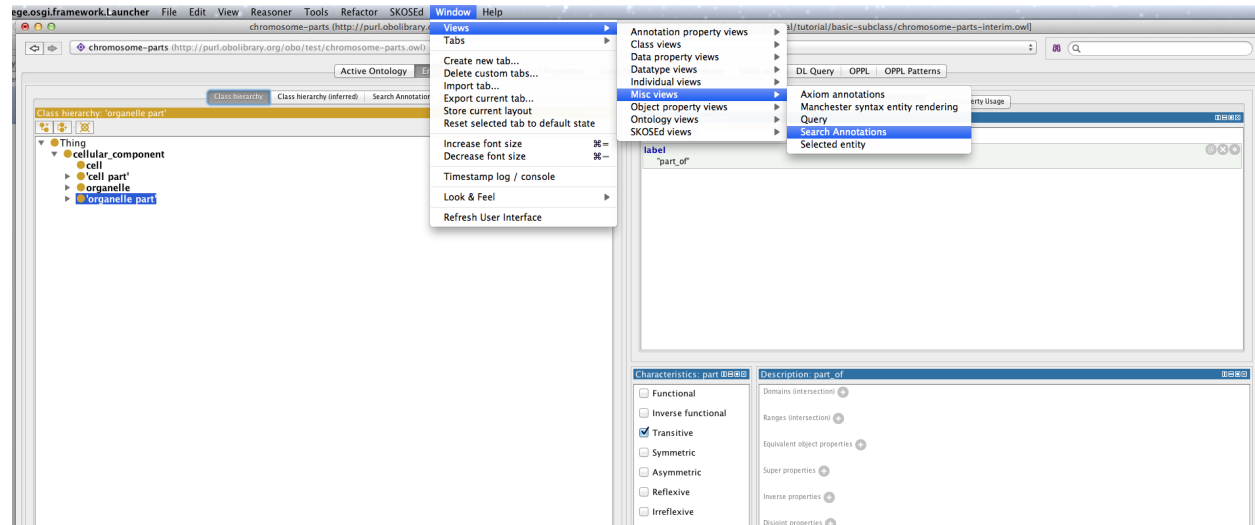 ege.osgi.framework.Launcher File Edit View Reasoner Tools Refactor SKOSEd Window Help
chromosome-parts (http://purl.obolibrary.
al/tutorial/basic-subclass/chromosome-parts-interim.owl]
chromosome-parts (http://purl.obolibrary.org/obo/test/chromosome-parts.owl)
Active Ontology
DL Query OPPL OPPL Patterns
Class hierarchy Class hierarchy (inferred) Search Annotation
Class hierarchy: 'organelle part'
Thing
cellular_component
cell
'cell part'
organelle
'organelle part'
Views
Tabs
Create new tab...
Delete custom tabs...
Import tab...
Export current tab...
Store current layout
Reset selected tab to default state
Increase font size ⌘=
Decrease font size ⌘−
Timestamp log / console
Look & Feel
Refresh User Interface
Annotation property views
Class views
Data property views
Datatype views
Individual views
Misc views
Object property views
Ontology views
SKOSEd views
Axiom annotations
Manchester syntax entity rendering
Query
Search Annotations
Selected entity
erty Usage
label
"part_of"
Characteristics: part
Functional
Inverse functional
Transitive
Symmetric
Asymmetric
Reflexive
Irreflexive
Description: part_of
Domains (intersection)
Ranges (intersection)
Equivalent object properties
Super properties
Inverse properties
Disjoint properties